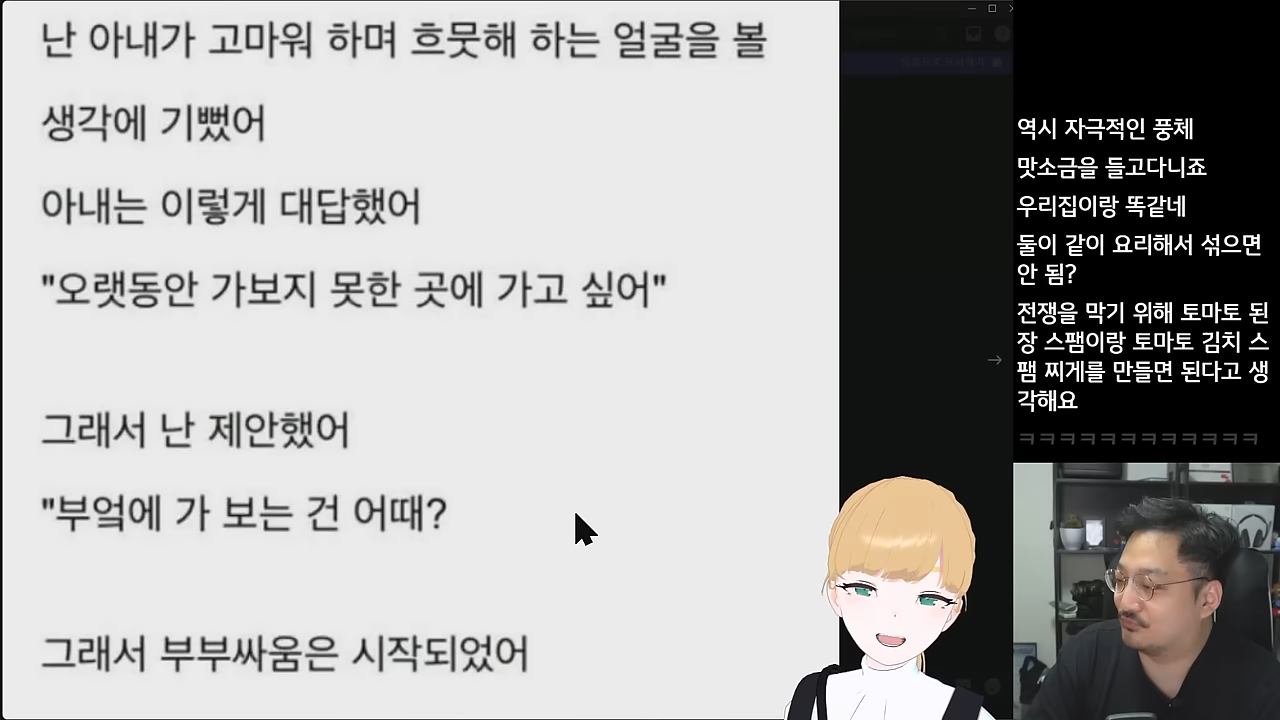 난 아내가 고마워 하며 흐뭇해 하는 얼굴을 볼
생각에 기뻤어
아내는 이렇게 대답했어
"오랫동안 가보지 못한 곳에 가고 싶어"
그래서 난 제안했어
"부엌에 가 보는 건 어때?
그래서 부부싸움은 시작되었어
역시 자극적인 풍체
맛소금을 들고다니죠
우리집이랑 똑같네
둘이 같이 요리해서 섞으면
안 됨?
전쟁을 막기 위해 토마토 된
장 스팸이랑 토마토 김치 스
팸 찌게를 만들면 된다고 생
각해요
ㅋㅋㅋㅋㅋㅋㅋㅋㅋㅋㅋㅋ